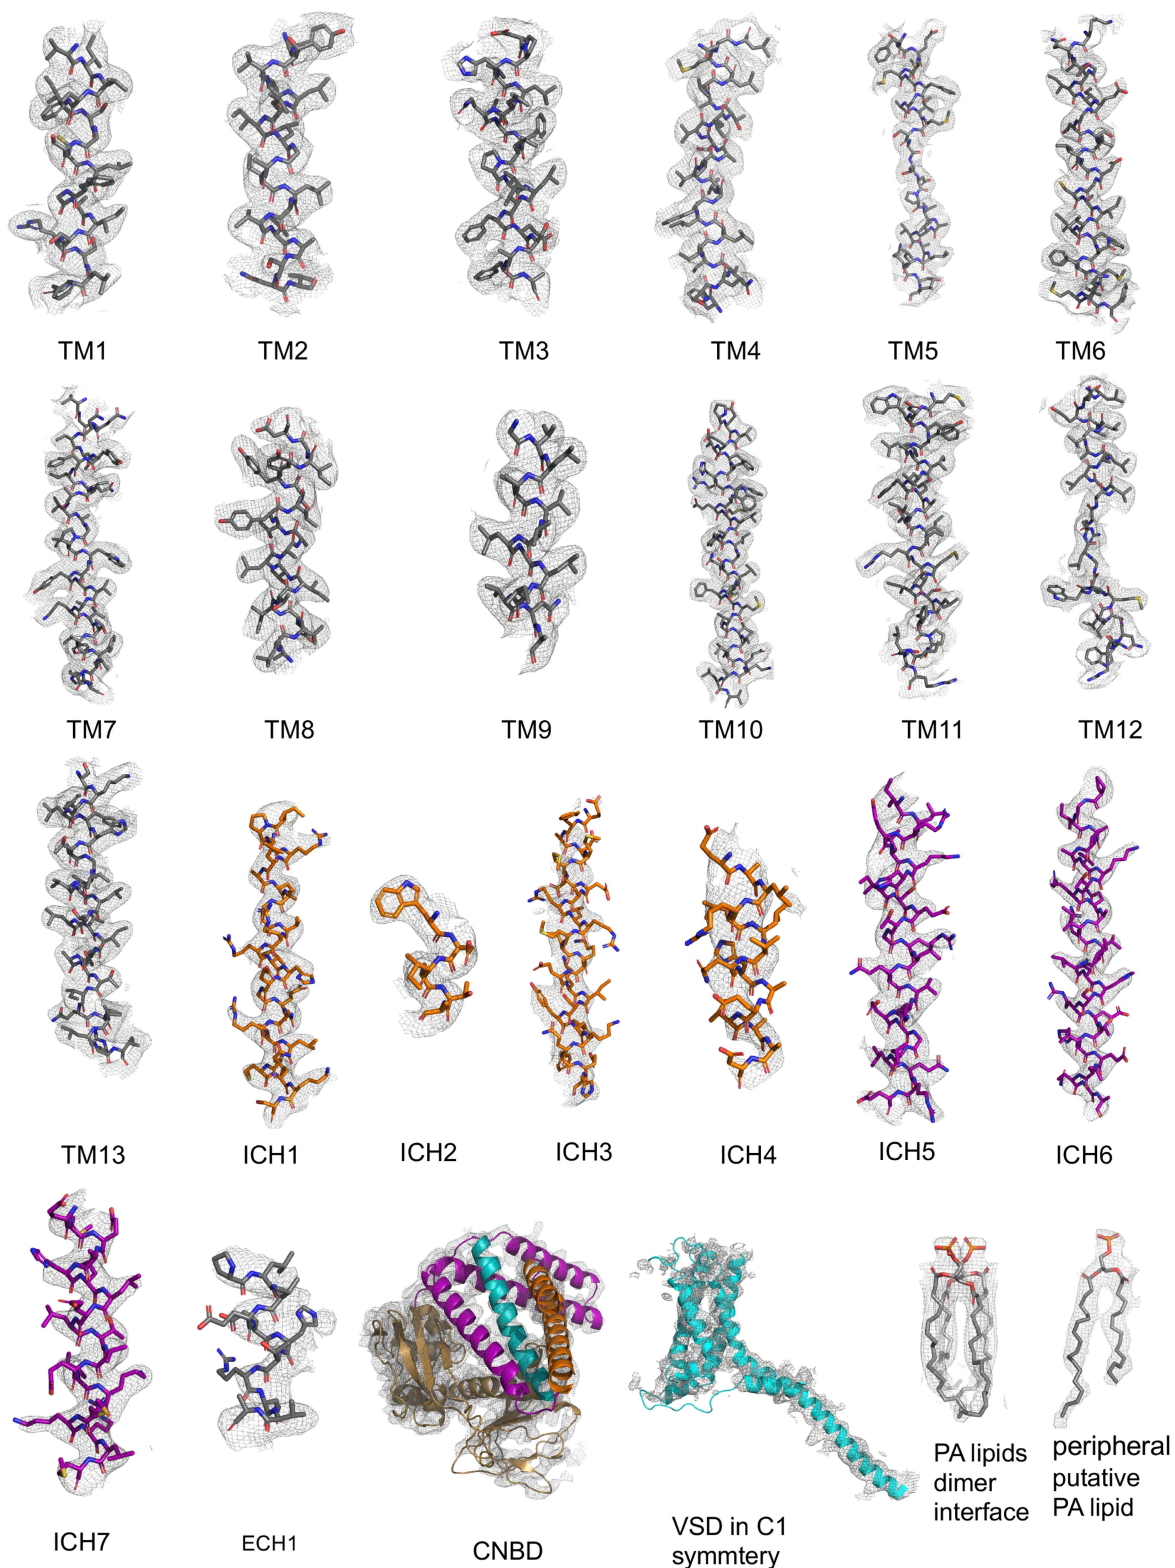 TM1 TM2 TM3 TM4 TM5 TM6
TM7 TM8 TM9 TM10 TM11 TM12
TM13 ICH1 ICH2 ICH3 ICH4 ICH5 ICH6
ICH7 ECH1 CNBD
VSD in C1
symmtery
PA lipids
dimer
interface
peripheral
putative
PA lipid